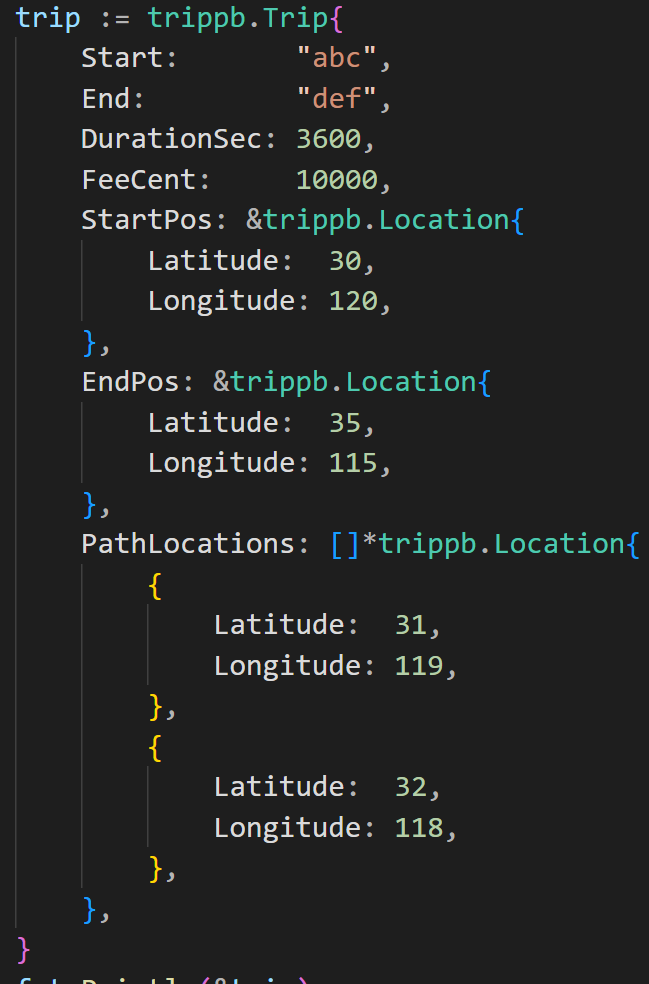 trip := trippb.Trip{
    Start:       "abc",
    End:         "def",
    DurationSec: 3600,
    FeeCent:     10000,
    StartPos: &trippb.Location{
        Latitude:  30,
        Longitude: 120,
    },
    EndPos: &trippb.Location{
        Latitude:  35,
        Longitude: 115,
    },
    PathLocations: []*trippb.Location{
        {
            Latitude:  31,
            Longitude: 119,
        },
        {
            Latitude:  32,
            Longitude: 118,
        },
    },
}